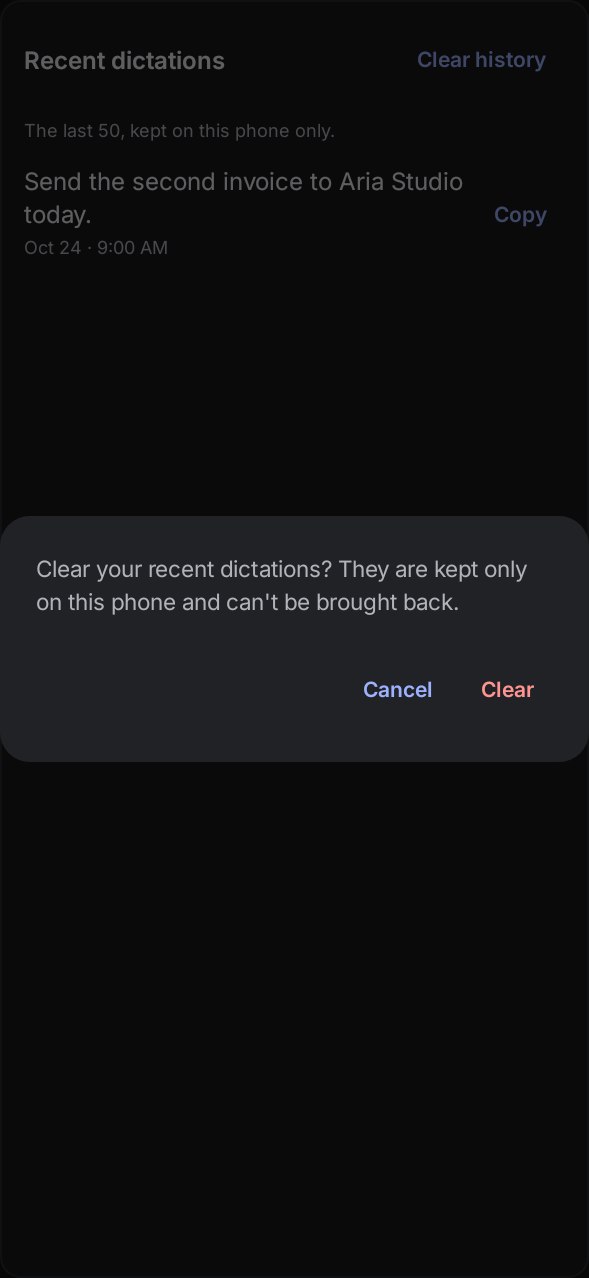 Recent dictations
Clear history
The last 50, kept on this phone only.
Send the second invoice to Aria Studio
today.
Copy
Oct 24 · 9:00 AM
Clear your recent dictations? They are kept only
on this phone and can't be brought back.
Cancel
Clear